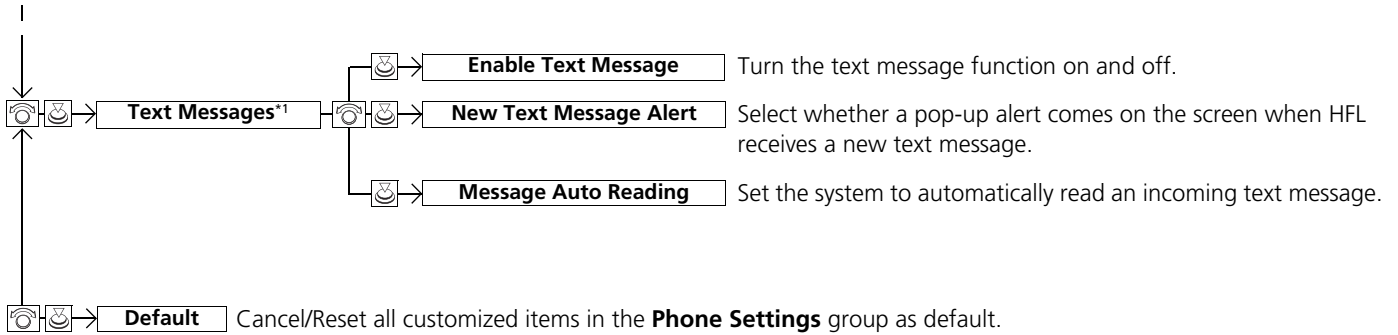 Enable Text Message Turn the text message function on and off.
Text Messages*1 New Text Message Alert Select whether a pop-up alert comes on the screen when HFL
receives a new text message.
Message Auto Reading Set the system to automatically read an incoming text message.
Default Cancel/Reset all customized items in the Phone Settings group as default.